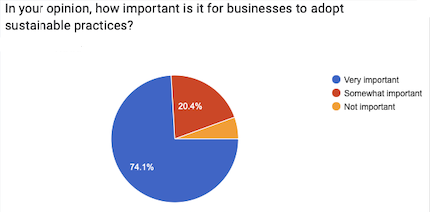 In your opinion, how important is it for businesses to adopt
sustainable practices?
Very important
Somewhat important
Not important
20.4%
74.1%